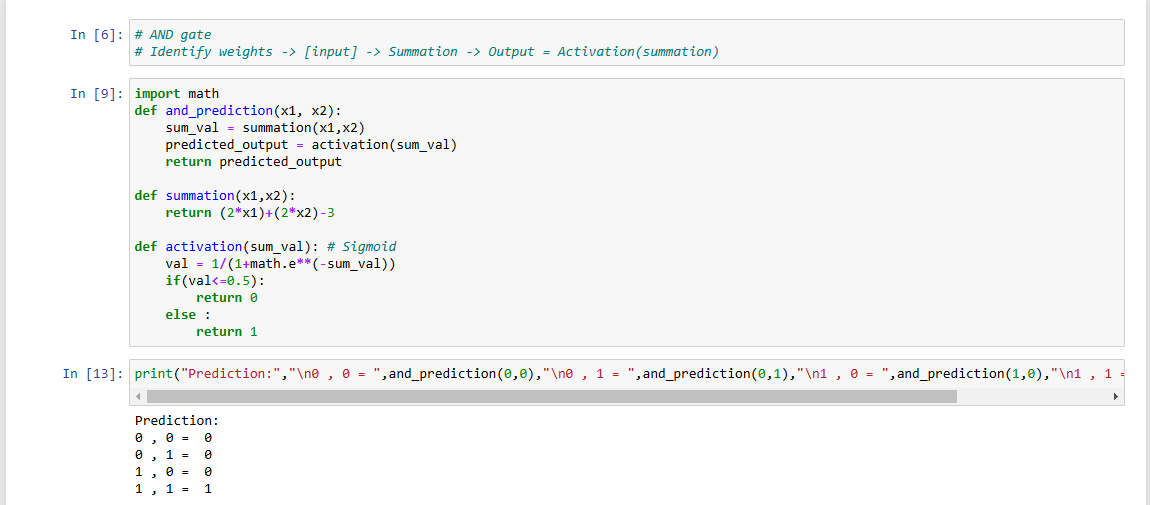 In [6]: # AND gate
# Identify weights -> [input] -> Summation -> Output = Activation(summation)
In [9]: import math
def and_prediction(x1, x2):
    sum_val = summation(x1,x2)
    predicted_output = activation(sum_val)
    return predicted_output

def summation(x1,x2):
    return (2*x1)+(2*x2)-3

def activation(sum_val): # Sigmoid
    val = 1/(1+math.e**(-sum_val))
    if(val<=0.5):
        return 0
    else :
        return 1
In [13]: print("Prediction:","\n0 , 0 = ",and_prediction(0,0),"\n0 , 1 = ",and_prediction(0,1),"\n1 , 0 = ",and_prediction(1,0),"\n1 , 1 =
Prediction:
0 , 0 =  0
0 , 1 =  0
1 , 0 =  0
1 , 1 =  1